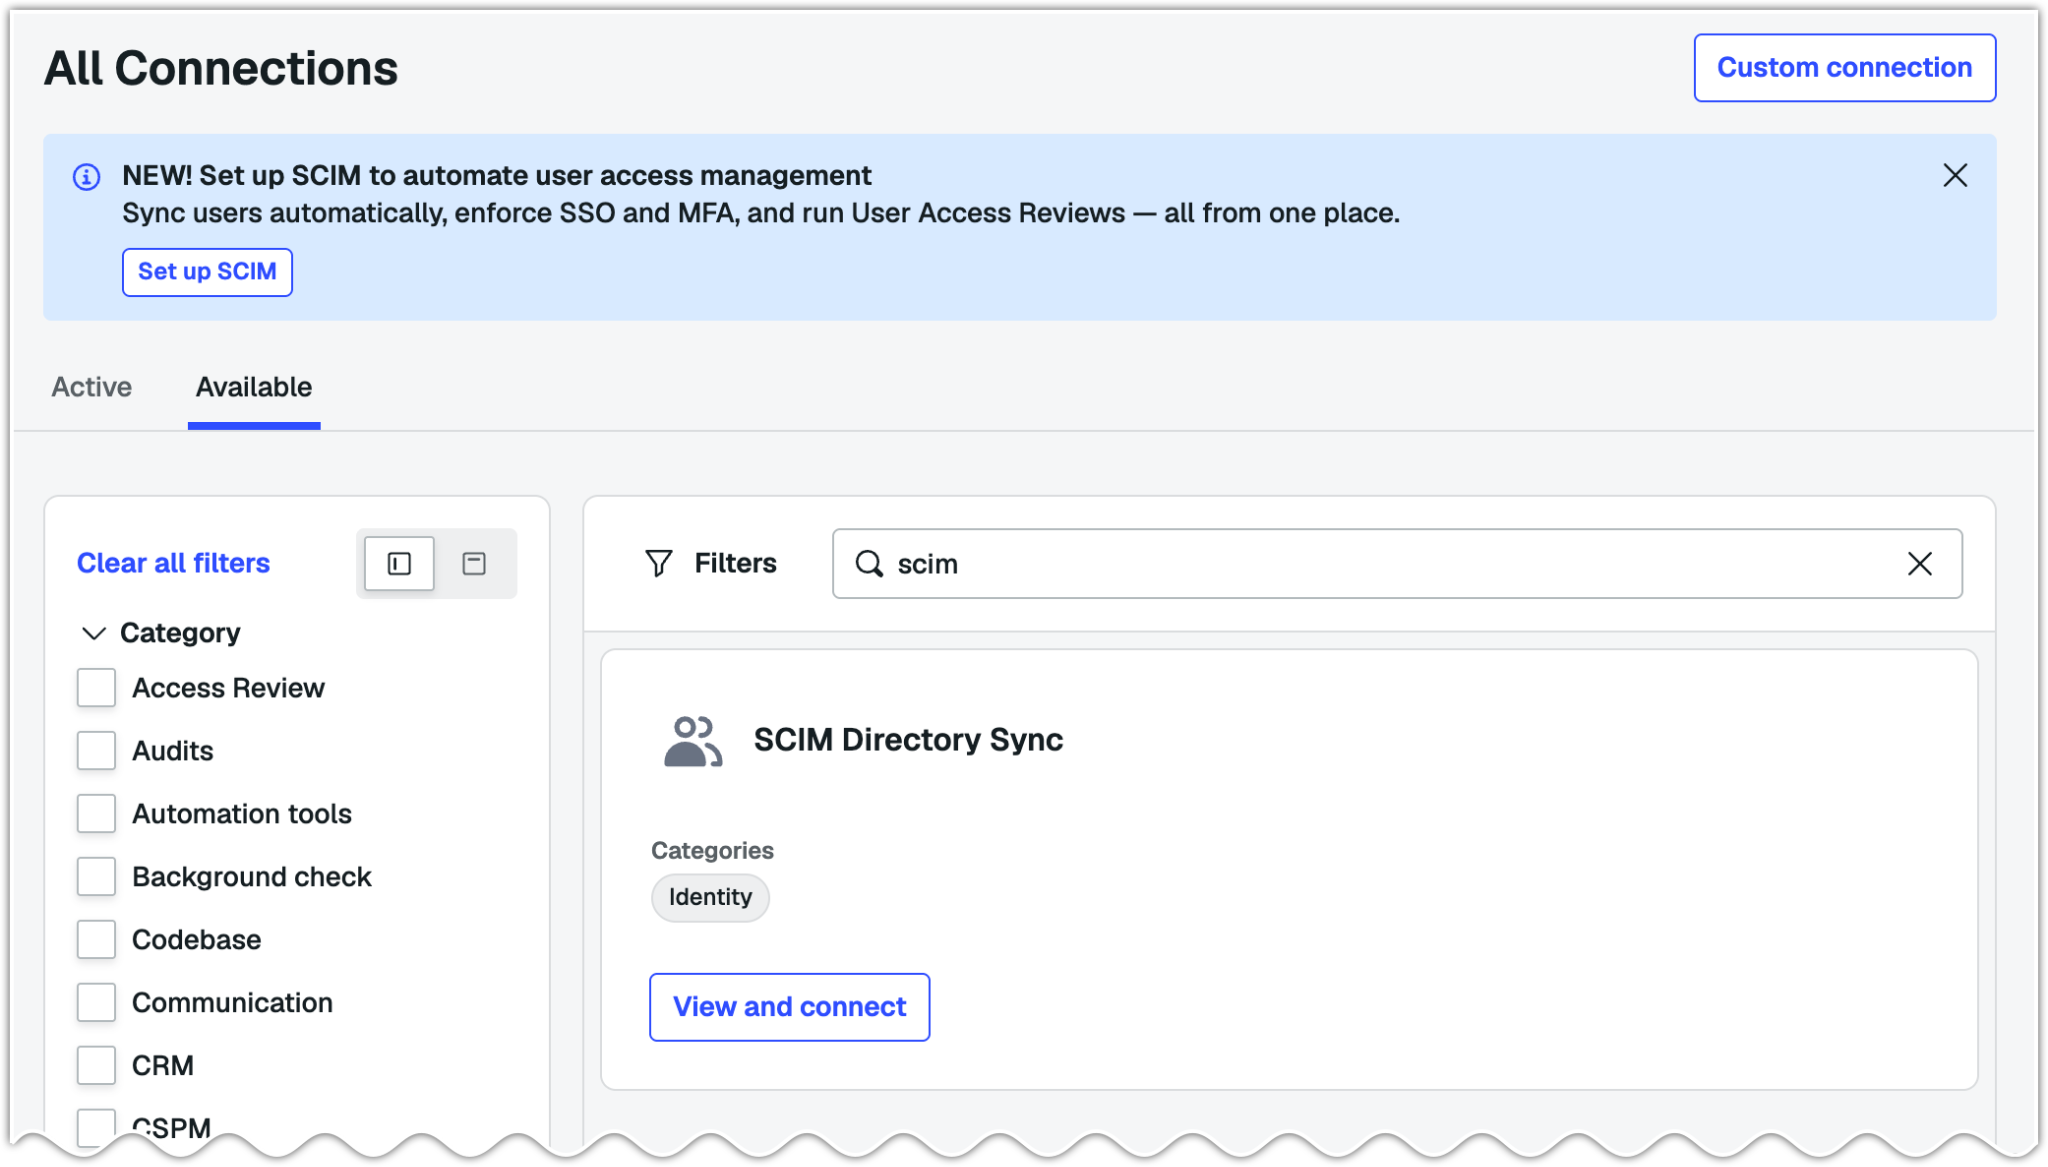 All Connections
Custom connection
NEW! Set up SCIM to automate user access management
Sync users automatically, enforce SSO and MFA, and run User Access Reviews — all from one place.
Set up SCIM
Active
Available
Clear all filters
Category
Access Review
Audits
Automation tools
Background check
Codebase
Communication
CRM
CSPM
Filters
scim
SCIM Directory Sync
Categories
Identity
View and connect